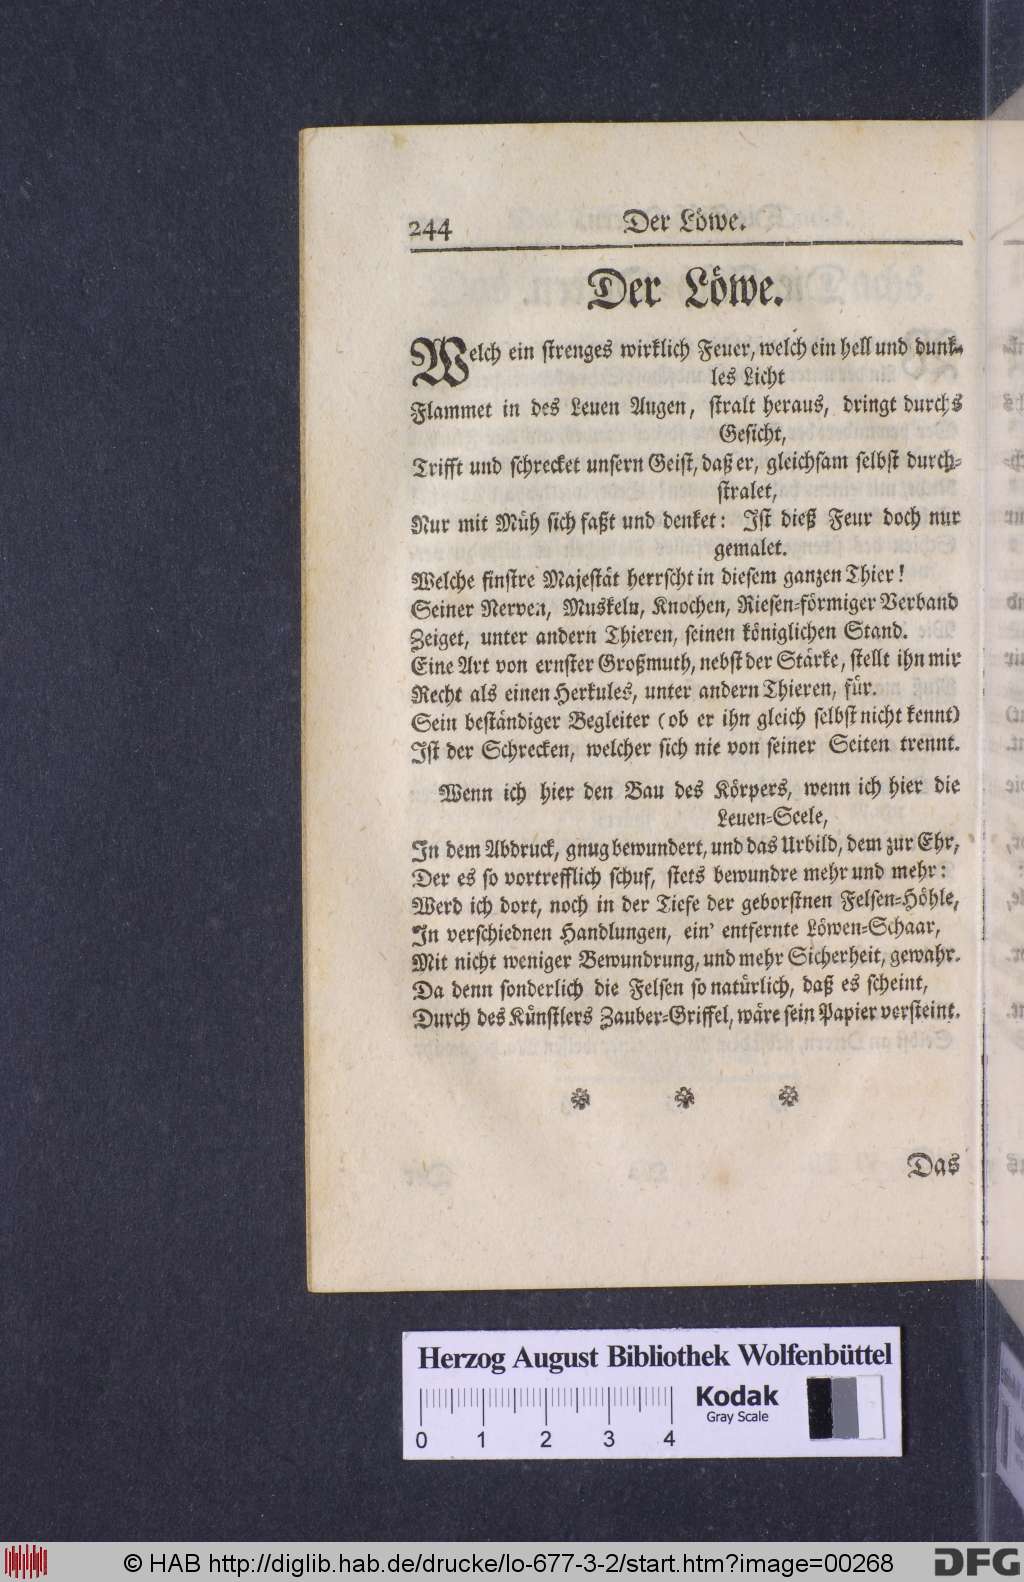 244
Der Löwe.
Der Löwe.
Welch ein strenges wirklich Feuer, welch ein hell und dunk-
les Licht
Flammet in des Leuen Augen, stralt heraus, dringt durchs
Gesicht,
Trifft und schrecket unsern Geist, daß er, gleichsam selbst durch-
stralet,
Nur mit Müh sich faßt und denket: Ist dieß Feur doch nur
gemalet.
Welche finstre Majestät herrscht in diesem ganzen Thier!
Seiner Nerven, Muskeln, Knochen, Riesen-förmiger Verband
Zeiget, unter andern Thieren, seinen königlichen Stand.
Eine Art von ernster Großmuth, nebst der Stärke, stellt ihn mir
Recht als einen Herkules, unter andern Thieren, für.
Sein beständiger Begleiter (ob er ihn gleich selbst nicht kennt)
Ist der Schrecken, welcher sich nie von seiner Seiten trennt.
Wenn ich hier den Bau des Körpers, wenn ich hier die
Leuen-Seele,
In dem Abdruck, gnug bewundert, und das Urbild, dem zur Ehr,
Der es so vortrefflich schuf, stets bewundre mehr und mehr:
Werd ich dort, noch in der Tiefe der geborstnen Felsen-Höhle,
In verschiednen Handlungen, ein' entfernte Löwen-Schaar,
Mit nicht weniger Bewundrung, und mehr Sicherheit, gewahr.
Da denn sonderlich die Felsen so natürlich, daß es scheint,
Durch des Künstlers Zauber-Griffel, wäre sein Papier versteint.
Das
Herzog August Bibliothek Wolfenbüttel
0 1 2 3 4
Kodak
Gray Scale
© HAB http://diglib.hab.de/drucke/lo-677-3-2/start.htm?image=00268
DFG